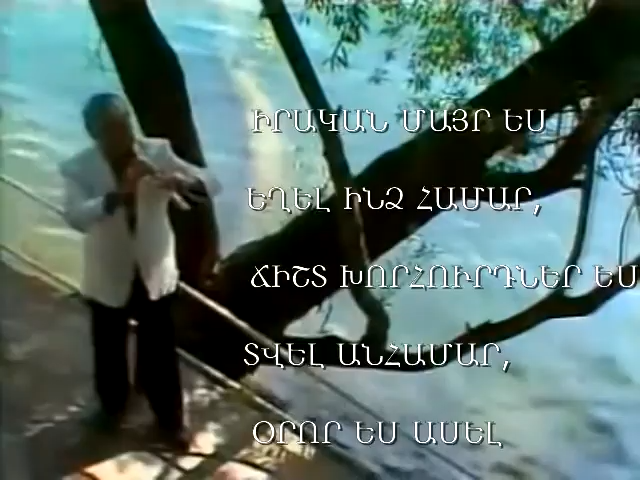 ԻՐԱԿԱՆ ՄԱՅՐ ԵՍ
ԵՂԵԼ ԻՆՁ ՀԱՄԱՐ,
ՃԻՇՏ ԽՈՐՀՈՒՐԴՆԵՐ ԵՍ
ՏՎԵԼ ԱՆՀԱՄԱՐ,
ՕՐՈՐ ԵՍ ԱՍԵԼ